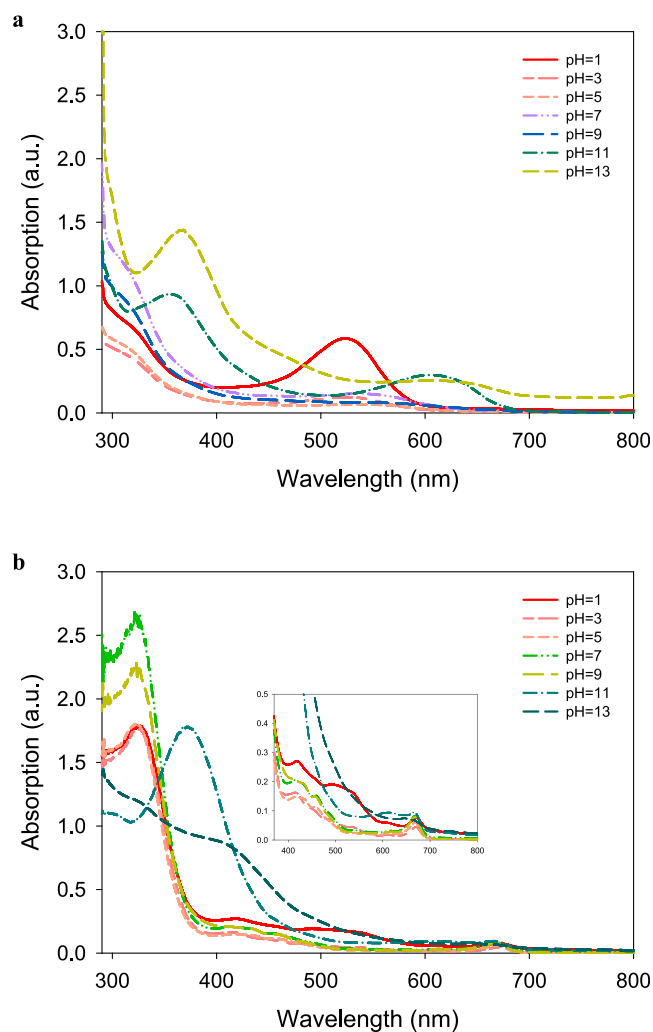 a
3.0
2.5
2.0
1.5
1.0
0.5
0.0
Absorption (a.u.)
pH=1
pH=3
pH=5
pH=7
pH=9
pH=11
pH=13
300 400 500 600 700 800
Wavelength (nm)
b
3.0
2.5
2.0
1.5
1.0
0.5
0.0
Absorption (a.u.)
pH=1
pH=3
pH=5
pH=7
pH=9
pH=11
pH=13
0.5
0.4
0.3
0.2
0.1
0.0
400 500 600 700 800
300 400 500 600 700 800
Wavelength (nm)